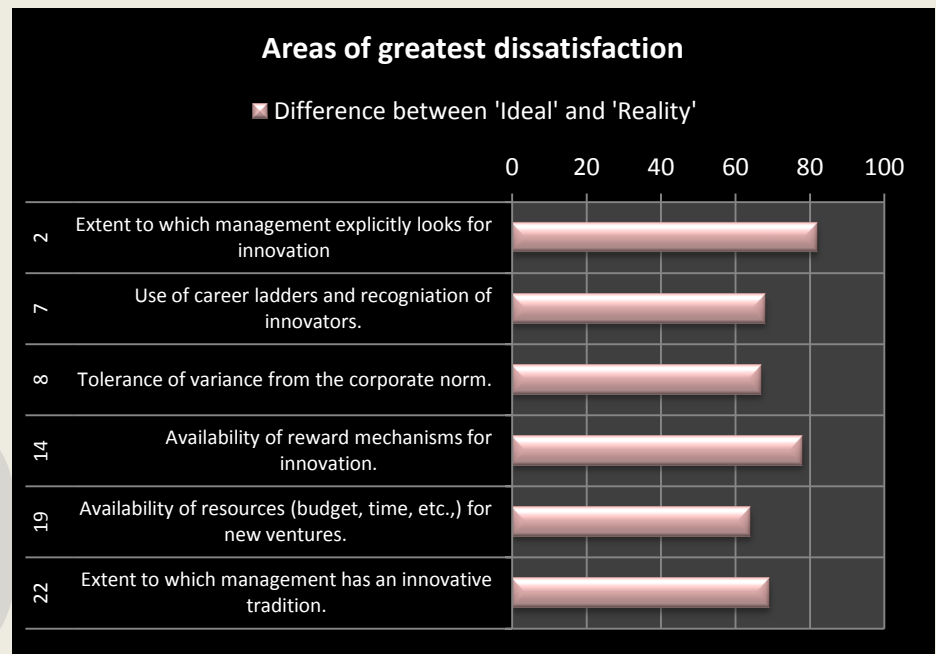 Areas of greatest dissatisfaction
Difference between 'Ideal' and 'Reality'
0 20 40 60 80 100
2
Extent to which management explicitly looks for
innovation
7
Use of career ladders and recogniation of
innovators.
8
Tolerance of variance from the corporate norm.
14
Availability of reward mechanisms for
innovation.
19
Availability of resources (budget, time, etc.,) for
new ventures.
22
Extent to which management has an innovative
tradition.